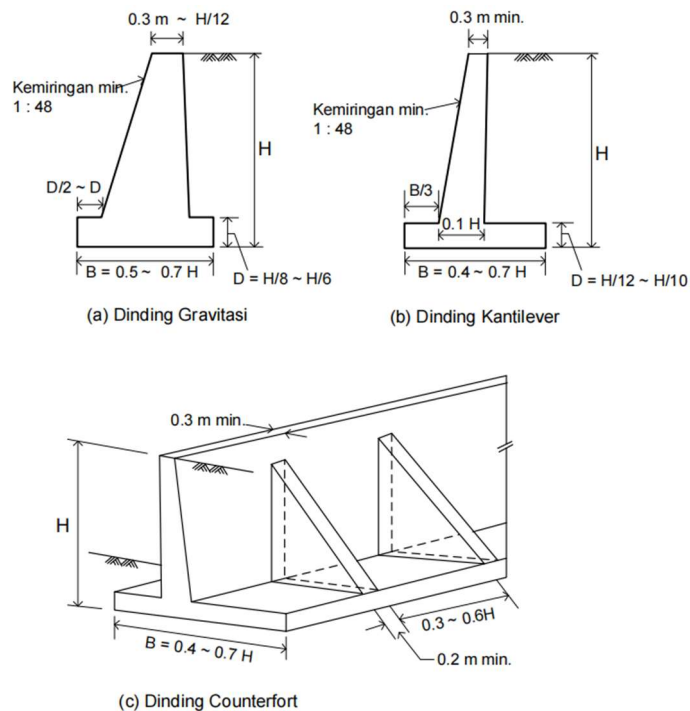 0.3 m ~ H/12
Kemiringan min.
1 : 48
H
D/2 ~ D
B = 0.5 ~ 0.7 H
D = H/8 ~ H/6
(a) Dinding Gravitasi
0.3 m min.
Kemiringan min.
1 : 48
H
B/3
0.1 H
B = 0.4 ~ 0.7 H
D = H/12 ~ H/10
(b) Dinding Kantilever
0.3 m min.
H
B = 0.4 ~ 0.7 H
0.3 ~ 0.6H
0.2 m min.
(c) Dinding Counterfort